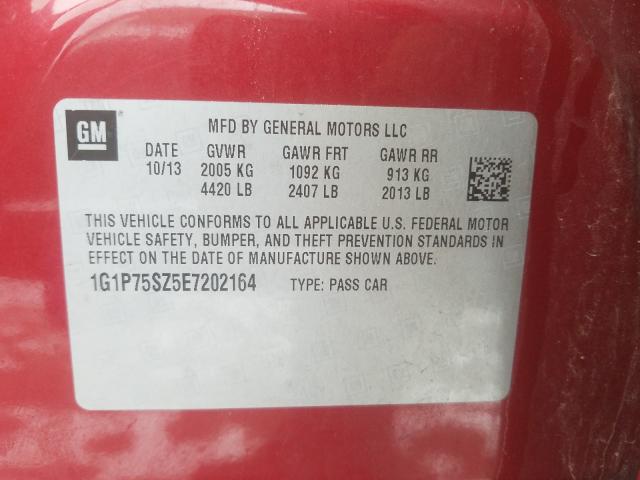 GM
MFD BY GENERAL MOTORS LLC
DATE GVWR GAWR FRT GAWR RR
10/13 2005 KG 1092 KG 913 KG
4420 LB 2407 LB 2013 LB
THIS VEHICLE CONFORMS TO ALL APPLICABLE U.S. FEDERAL MOTOR
VEHICLE SAFETY, BUMPER, AND THEFT PREVENTION STANDARDS IN
EFFECT ON THE DATE OF MANUFACTURE SHOWN ABOVE.
1G1P75SZ5E7202164 TYPE: PASS CAR